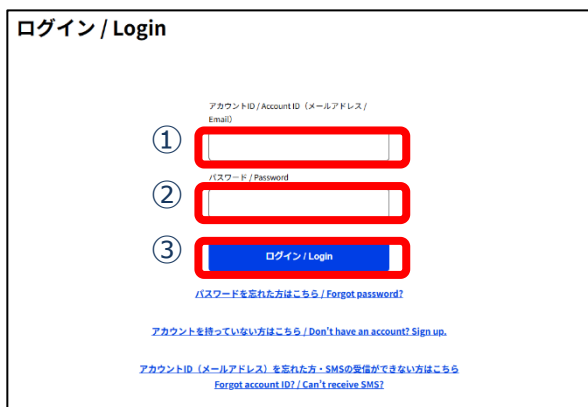 ログイン / Login
アカウントID / Account ID（メールアドレス /
Email）
①
パスワード / Password
②
③
ログイン / Login
パスワードを忘れた方はこちら / Forgot password?
アカウントを持っていない方はこちら / Don't have an account? Sign up.
アカウントID（メールアドレス）を忘れた方・SMSの受信ができない方はこちら
Forgot account ID? / Can't receive SMS?